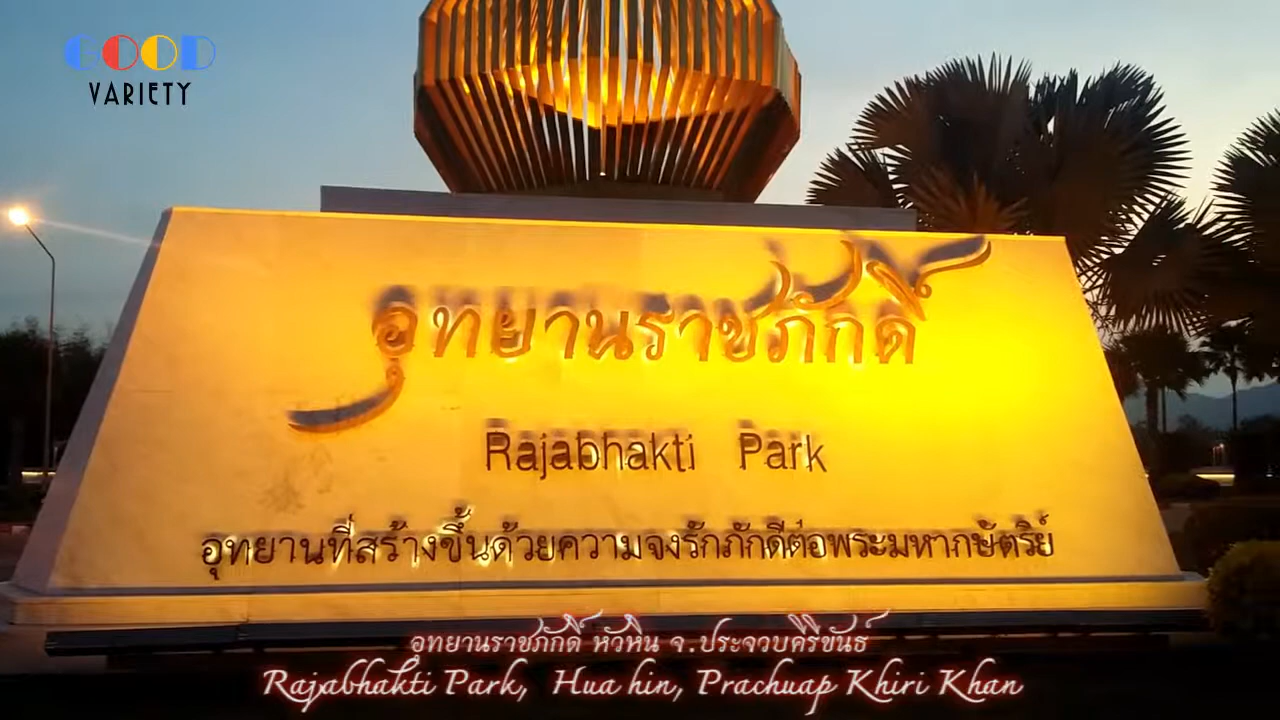 GOOD
VARIETY
อุทยานราชภักดิ์
Rajabhakti Park
อุทยานที่สร้างขึ้นด้วยความจงรักภักดีต่อพระมหากษัตริย์
อุทยานราชภักดิ์ หัวหิน จ.ประจวบคิรีขันธ์
Rajabhakti Park, Hua hin, Prachuap Khiri Khan